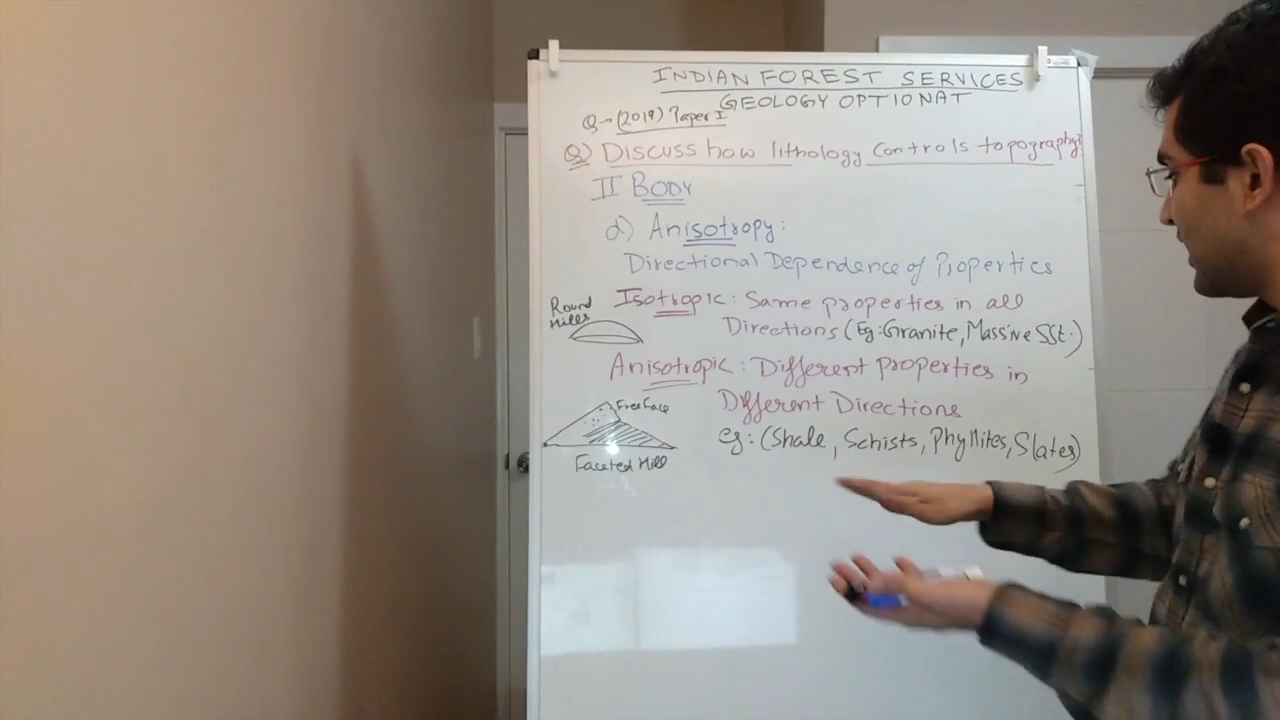 INDIAN FOREST SERVICES
GEOLOGY OPTIONAT
Q→(2019) Paper I
Q) DISCUSS how lithology controls topography?
II BODY
d) Anisotropy:
Directional Dependence of Properties
Round Hills
Isotropic: Same properties in all
Directions (Eg: Granite, Massive SSt.)
Anisotropic: Different properties in
Different Directions
Free Face
eg: (Shale, Schists, Phyllites, Slates)
Faceted Hill